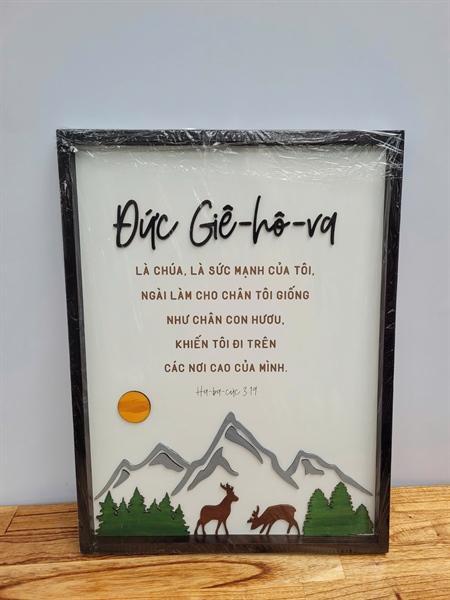 Đức Giê-hô-va
LÀ CHÚA, LÀ SỨC MẠNH CỦA TÔI,
NGÀI LÀM CHO CHÂN TÔI GIỐNG
NHƯ CHÂN CON HƯƠU,
KHIẾN TÔI ĐI TRÊN
CÁC NƠI CAO CỦA MÌNH.
Ha-ba-cúc 3:19